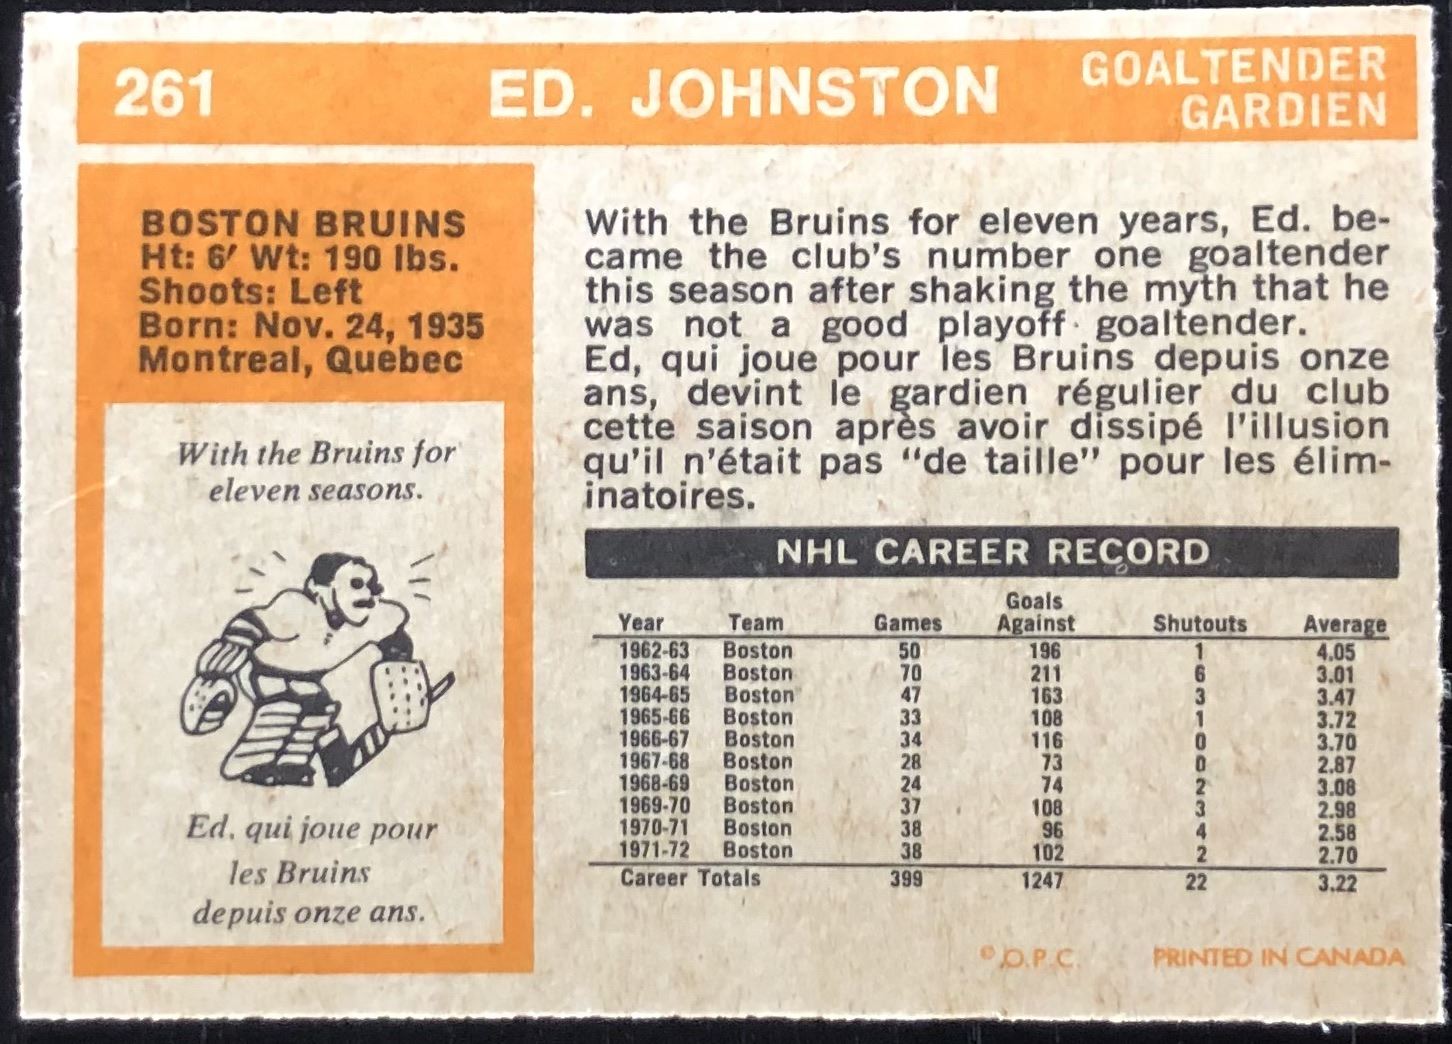 261 ED. JOHNSTON GOALTENDER
GARDIEN
BOSTON BRUINS
Ht: 6' Wt: 190 lbs.
Shoots: Left
Born: Nov. 24, 1935
Montreal, Quebec
With the Bruins for
eleven seasons.
Ed, qui joue pour
les Bruins
depuis onze ans.
With the Bruins for eleven years, Ed. be-
came the club's number one goaltender
this season after shaking the myth that he
was not a good playoff goaltender.
Ed, qui joue pour les Bruins depuis onze
ans, devint le gardien régulier du club
cette saison après avoir dissipé l'illusion
qu'il n'était pas "de taille" pour les élim-
inatoires.
NHL CAREER RECORD
Year Team Games Goals Against Shutouts Average
1962-63 Boston 50 196 1 4.05
1963-64 Boston 70 211 6 3.01
1964-65 Boston 47 163 3 3.47
1965-66 Boston 33 108 1 3.72
1966-67 Boston 34 116 0 3.70
1967-68 Boston 28 73 0 2.87
1968-69 Boston 24 74 2 3.08
1969-70 Boston 37 108 3 2.98
1970-71 Boston 38 96 4 2.58
1971-72 Boston 38 102 2 2.70
Career Totals 399 1247 22 3.22
© O.P.C. PRINTED IN CANADA